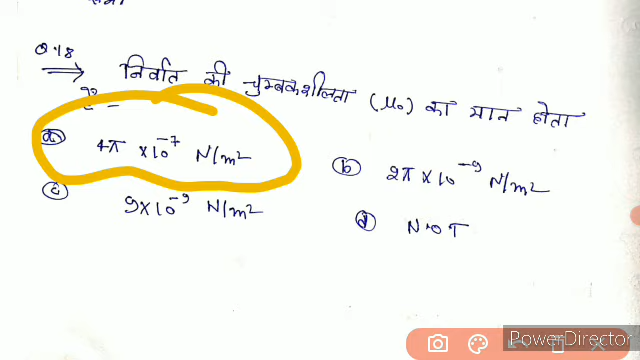 Q.18
⇒ निर्वात की चुम्बकशीलता (μ₀) का मान होता
है -
(a) 4π × 10⁻⁷ N/m²
(b) 2π × 10⁻⁹ N/m²
(c) 9 × 10⁻⁹ N/m²
(d) N.O.T
PowerDirector